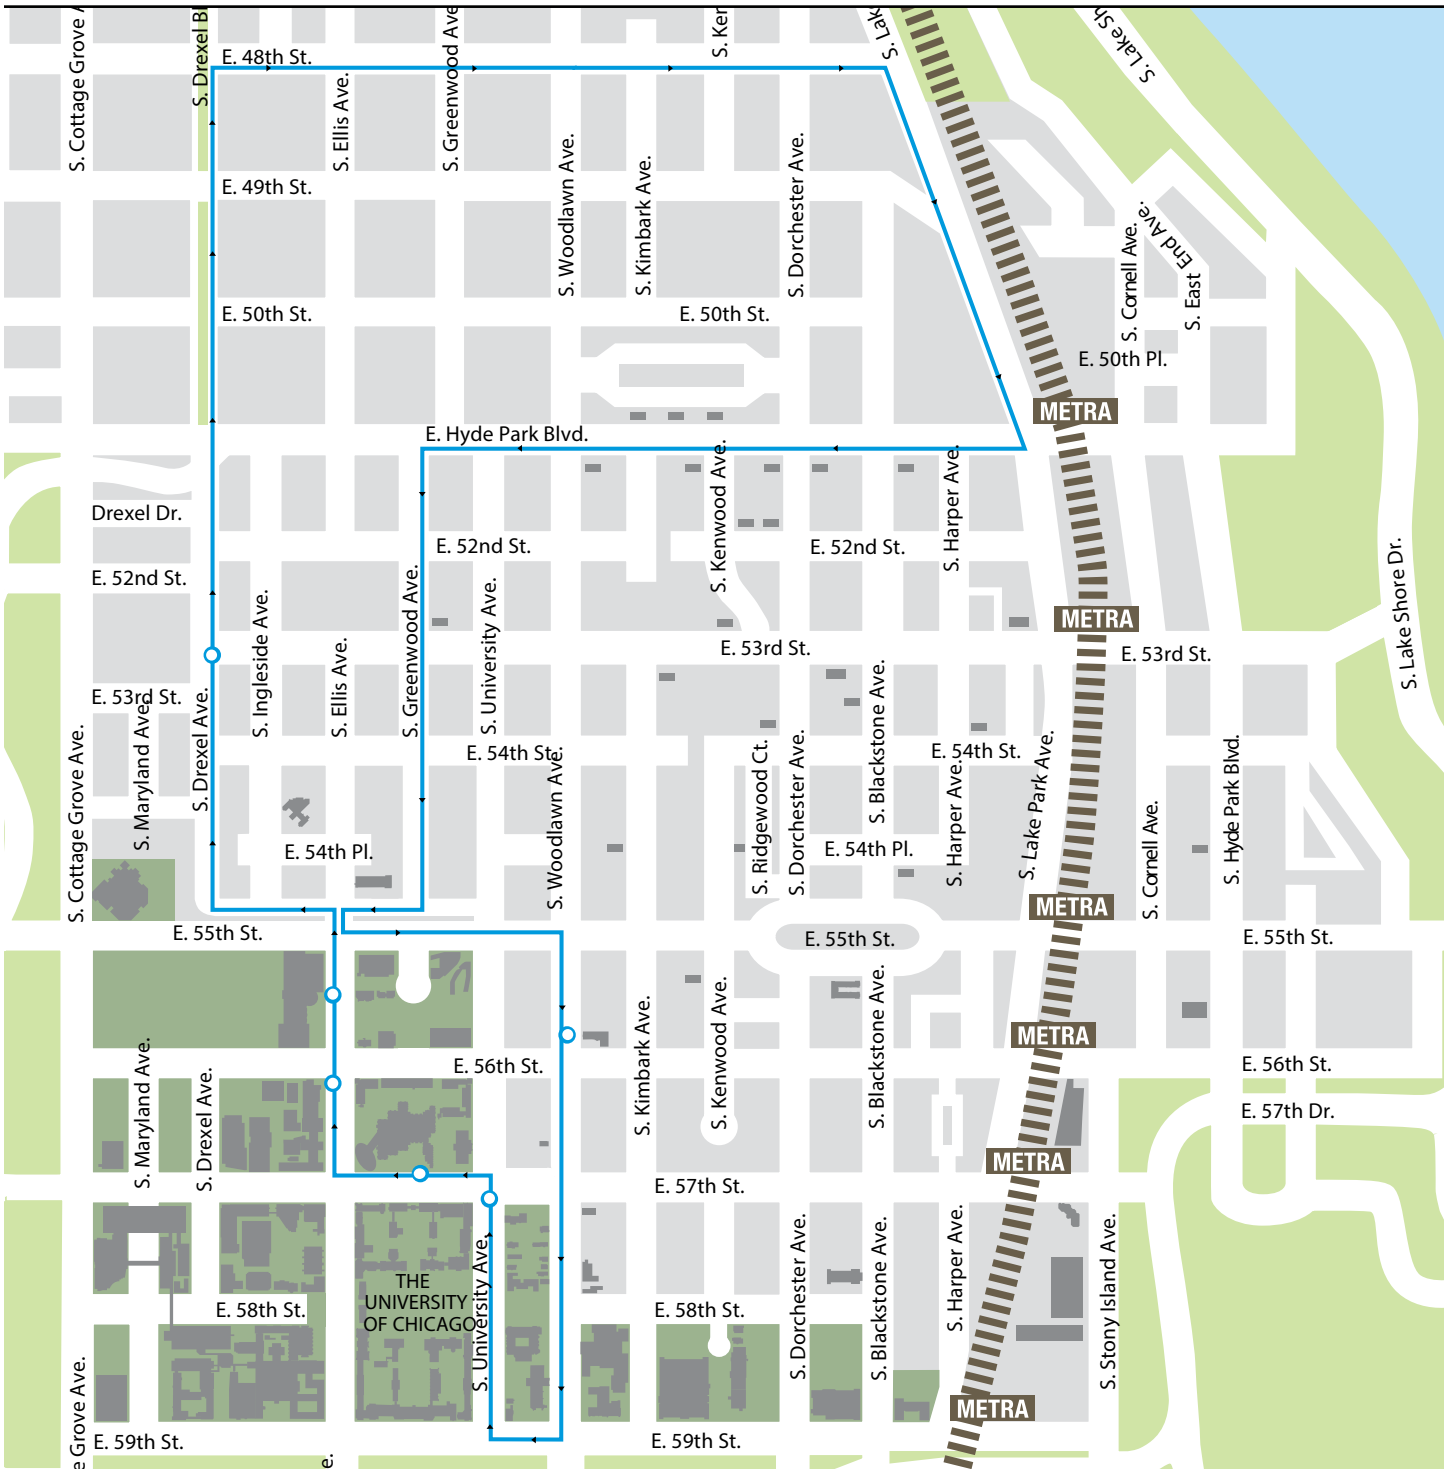 S. Cottage Grove A
S. Drexel Bl
S. Greenwood Ave
S. Ken
S. Lak
S. Lake Sh
S. Lake Sh
E. 48th St.
S. Ellis Ave.
S. Woodlawn Ave.
S. Kimbark Ave.
S. Dorchester Ave.
E. 49th St.
S. Cornell Ave.
S. East End Ave.
E. 50th St.
E. 50th St.
E. 50th Pl.
METRA
E. Hyde Park Blvd.
S. Kenwood Ave.
S. Harper Ave.
Drexel Dr.
E. 52nd St.
E. 52nd St.
E. 52nd St.
S. Lake Shore Dr.
S. Ingleside Ave.
S. Ellis Ave.
S. Greenwood Ave.
S. University Ave.
METRA
E. 53rd St.
E. 53rd St.
E. 53rd St.
S. Cottage Grove Ave.
S. Maryland Ave.
S. Drexel Ave.
E. 54th St.
S. Woodlawn Ave.
S. Ridgewood Ct.
S. Dorchester Ave.
S. Blackstone Ave.
E. 54th St.
S. Harper Ave.
S. Lake Park Ave.
S. Cornell Ave.
S. Hyde Park Blvd.
E. 54th Pl.
E. 54th Pl.
METRA
E. 55th St.
E. 55th St.
E. 55th St.
S. Kimbark Ave.
S. Kenwood Ave.
S. Blackstone Ave.
METRA
S. Maryland Ave.
S. Drexel Ave.
E. 56th St.
E. 56th St.
E. 57th Dr.
METRA
E. 57th St.
S. University Ave.
S. Dorchester Ave.
S. Blackstone Ave.
S. Harper Ave.
S. Stony Island Ave.
THE
UNIVERSITY
OF CHICAGO
E. 58th St.
E. 58th St.
METRA
e Grove Ave.
E. 59th St.
e.
E. 59th St.